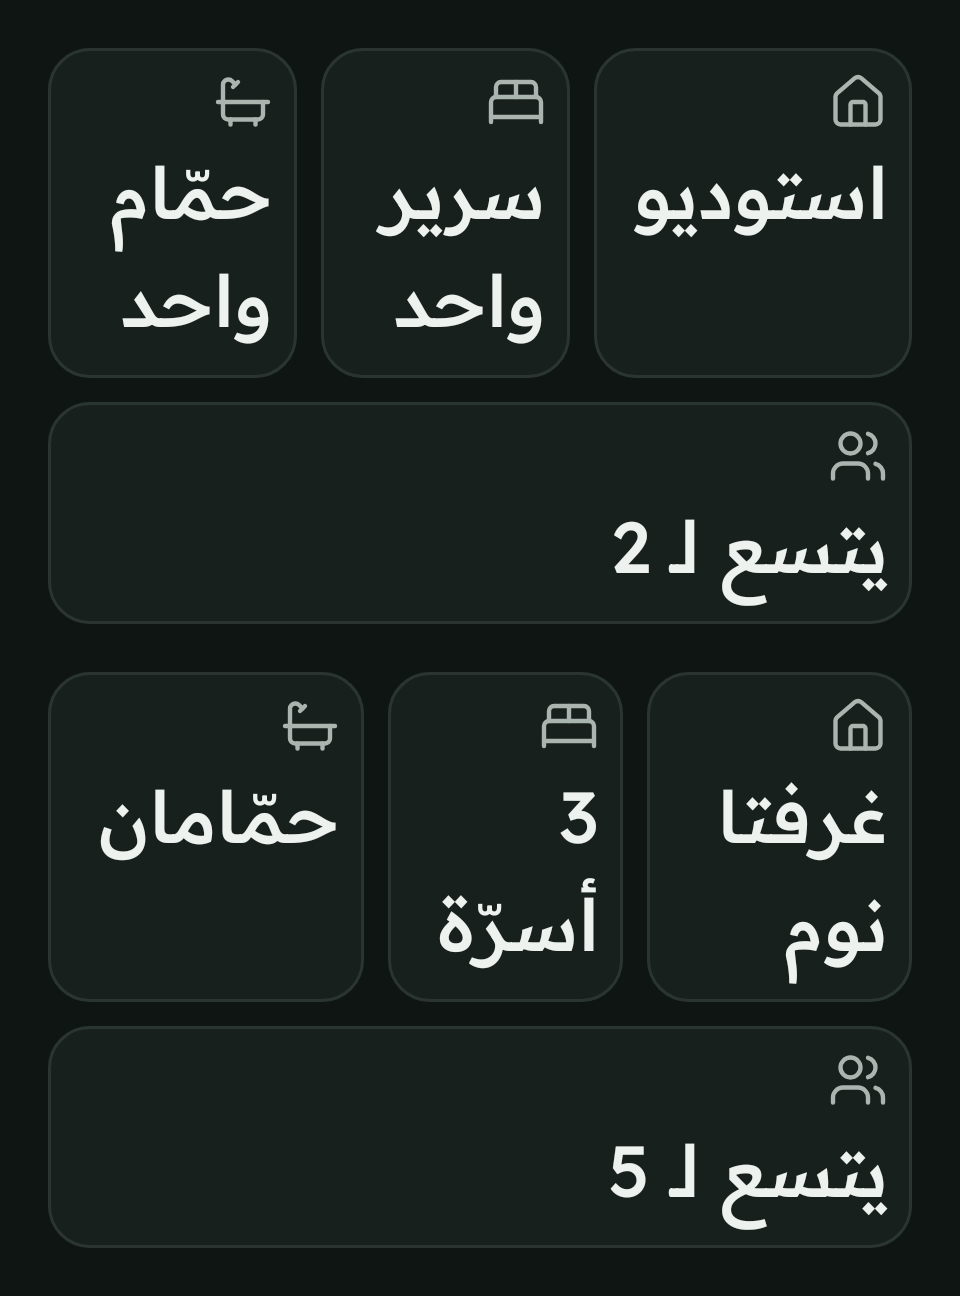 استوديو
سرير
واحد
حمّام
واحد
يتسع لـ 2
غرفتا
نوم
3
أسرّة
حمّامان
يتسع لـ 5